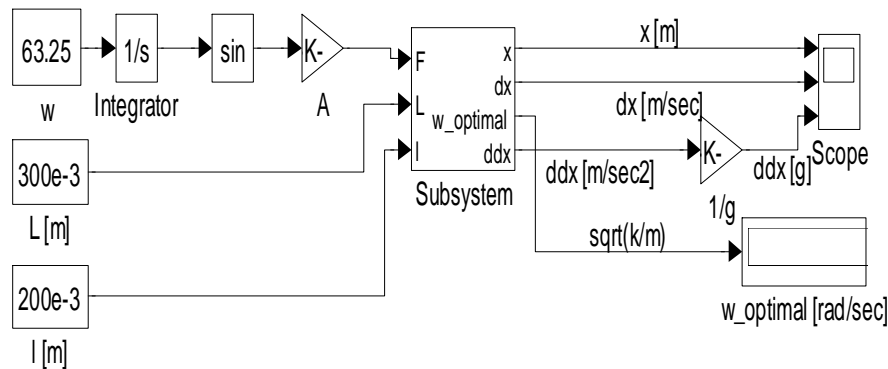 63.25
w
1/s
Integrator
sin
K-
A
300e-3
L [m]
200e-3
l [m]
F
L
l
x
dx
w_optimal
ddx
Subsystem
x [m]
dx [m/sec]
ddx [m/sec2]
K-
1/g
ddx [g]
Scope
sqrt(k/m)
w_optimal [rad/sec]